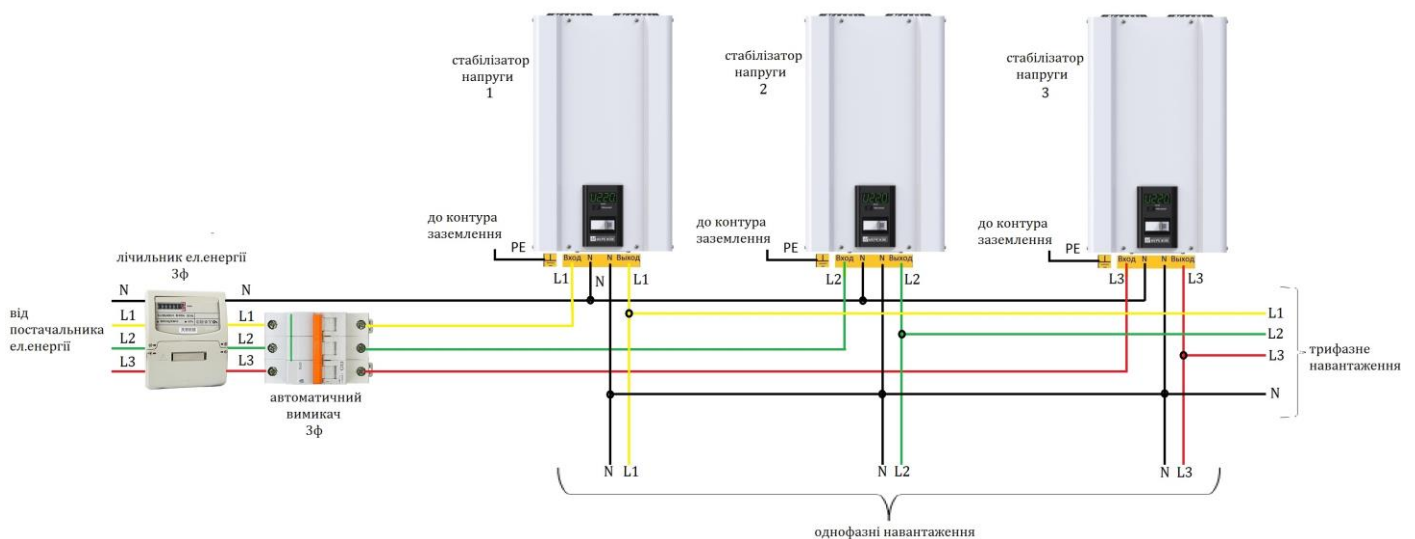 стабілізатор
напруги
1
стабілізатор
напруги
2
стабілізатор
напруги
3
U220
U220
U220
до контура
заземлення
PE
до контура
заземлення
PE
до контура
заземлення
PE
Вход N N Выход
Вход N N Выход
Вход N N Выход
L1 N L1
L2 L2
L3 L3
лічильник ел.енергії
3ф
від
постачальника
ел.енергії
N N
L1 L1
L2 L2
L3 L3
автоматичний
вимикач
3ф
L1
L2
L3
N
трифазне
навантаження
N L1
N L2
N L3
однофазні навантаження